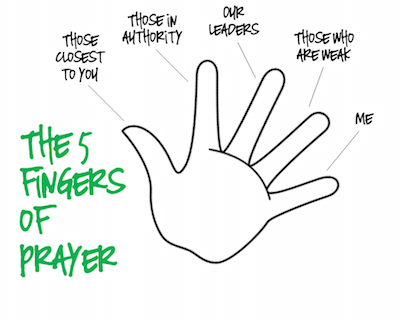 THOSE
CLOSEST
TO YOU
THOSE IN
AUTHORITY
OUR
LEADERS
THOSE WHO
ARE WEAK
ME
THE 5
FINGERS
OF
PRAYER